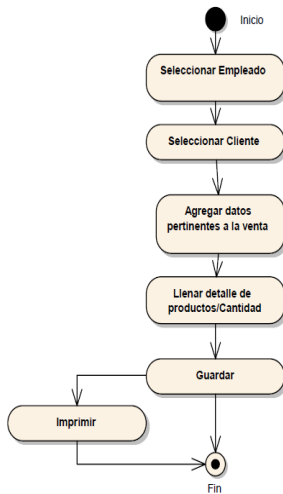 Inicio
Seleccionar Empleado
Seleccionar Cliente
Agregar datos
pertinentes a la venta
Llenar detalle de
productos/Cantidad
Guardar
Imprimir
Fin